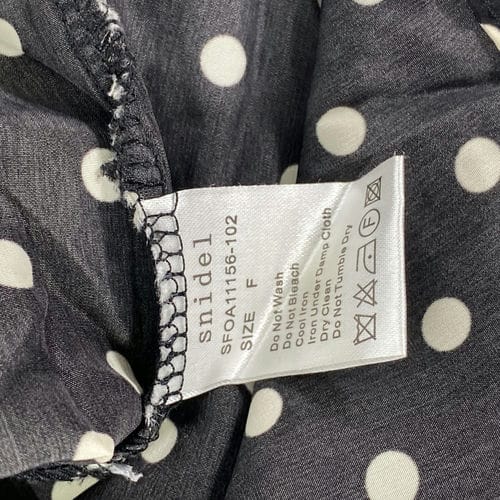 snidel
SFOA11156-102
SIZE F
Do Not Wash
Do Not Bleach
Cool Iron
Iron Under Damp Cloth
Dry Clean
Do Not Tumble Dry
F